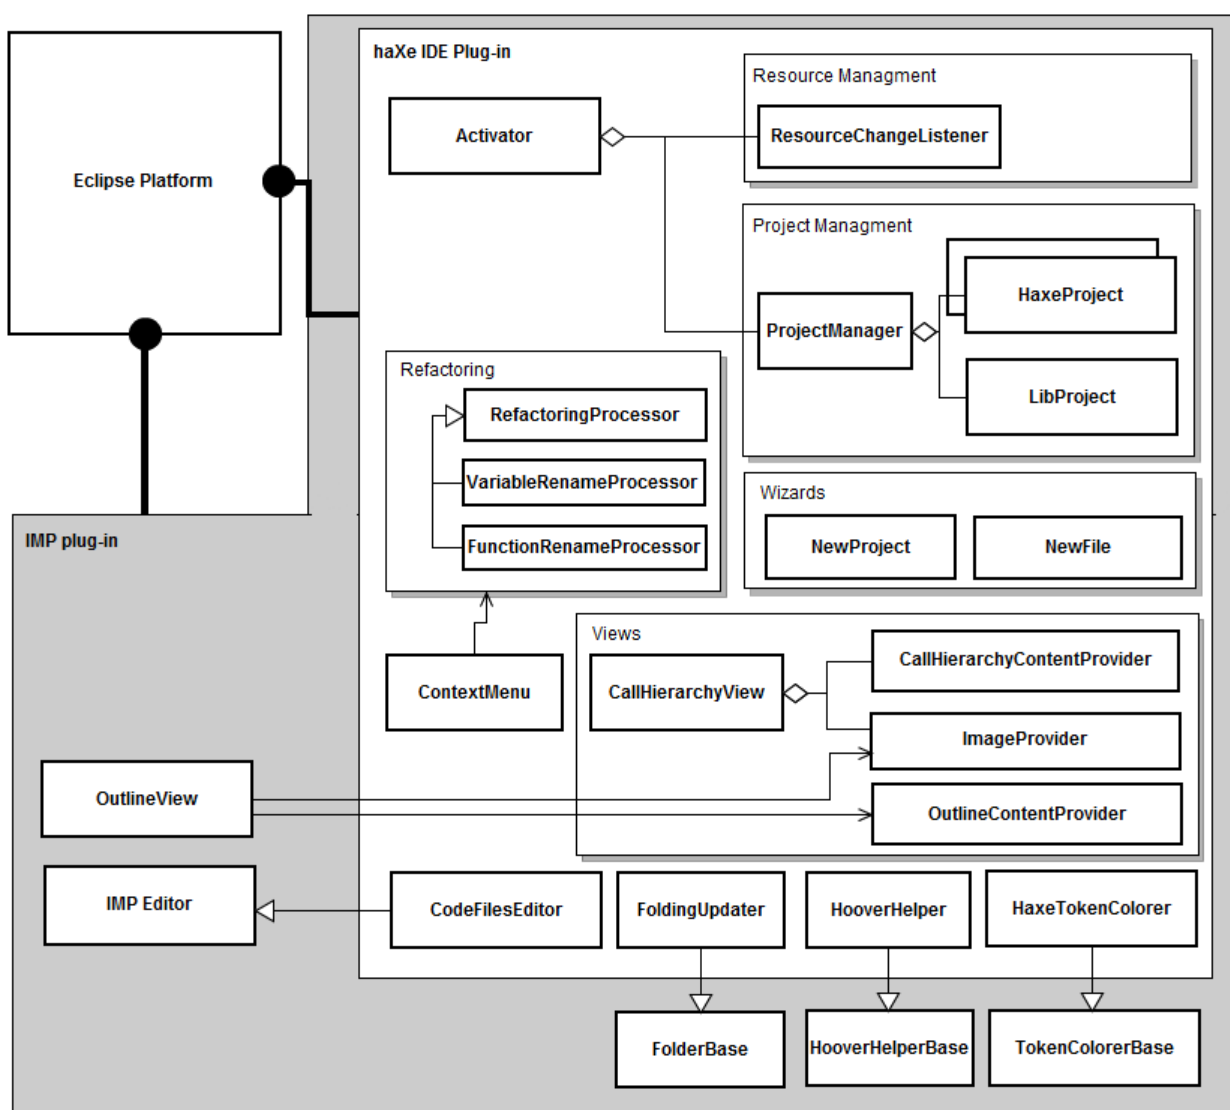 haXe IDE Plug-in
Eclipse Platform
Activator
Resource Managment
ResourceChangeListener
Project Managment
HaxeProject
ProjectManager
LibProject
Refactoring
RefactoringProcessor
VariableRenameProcessor
FunctionRenameProcessor
Wizards
NewProject
NewFile
IMP plug-in
Views
CallHierarchyContentProvider
ContextMenu
CallHierarchyView
ImageProvider
OutlineView
OutlineContentProvider
IMP Editor
CodeFilesEditor
FoldingUpdater
HooverHelper
HaxeTokenColorer
FolderBase
HooverHelperBase
TokenColorerBase